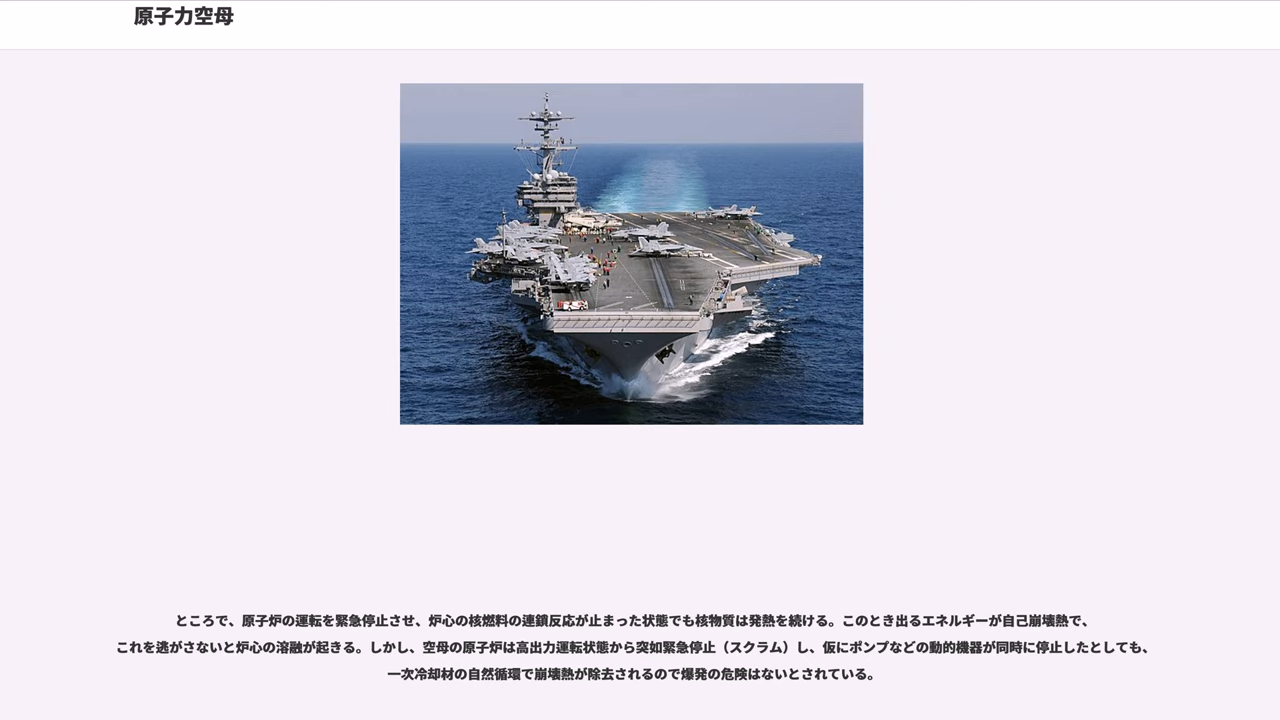 原子力空母
ところで、原子炉の運転を緊急停止させ、炉心の核燃料の連鎖反応が止まった状態でも核物質は発熱を続ける。このとき出るエネルギーが自己崩壊熱で、
これを逃がさないと炉心の溶融が起きる。しかし、空母の原子炉は高出力運転状態から突如緊急停止（スクラム）し、仮にポンプなどの動的機器が同時に停止したとしても、
一次冷却材の自然循環で崩壊熱が除去されるので爆発の危険はないとされている。